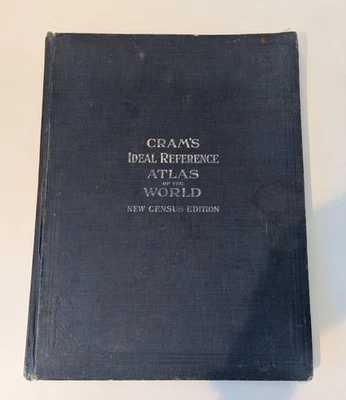 CRAM'S
IDEAL REFERENCE
ATLAS
OF THE
WORLD
NEW CENSUS EDITION